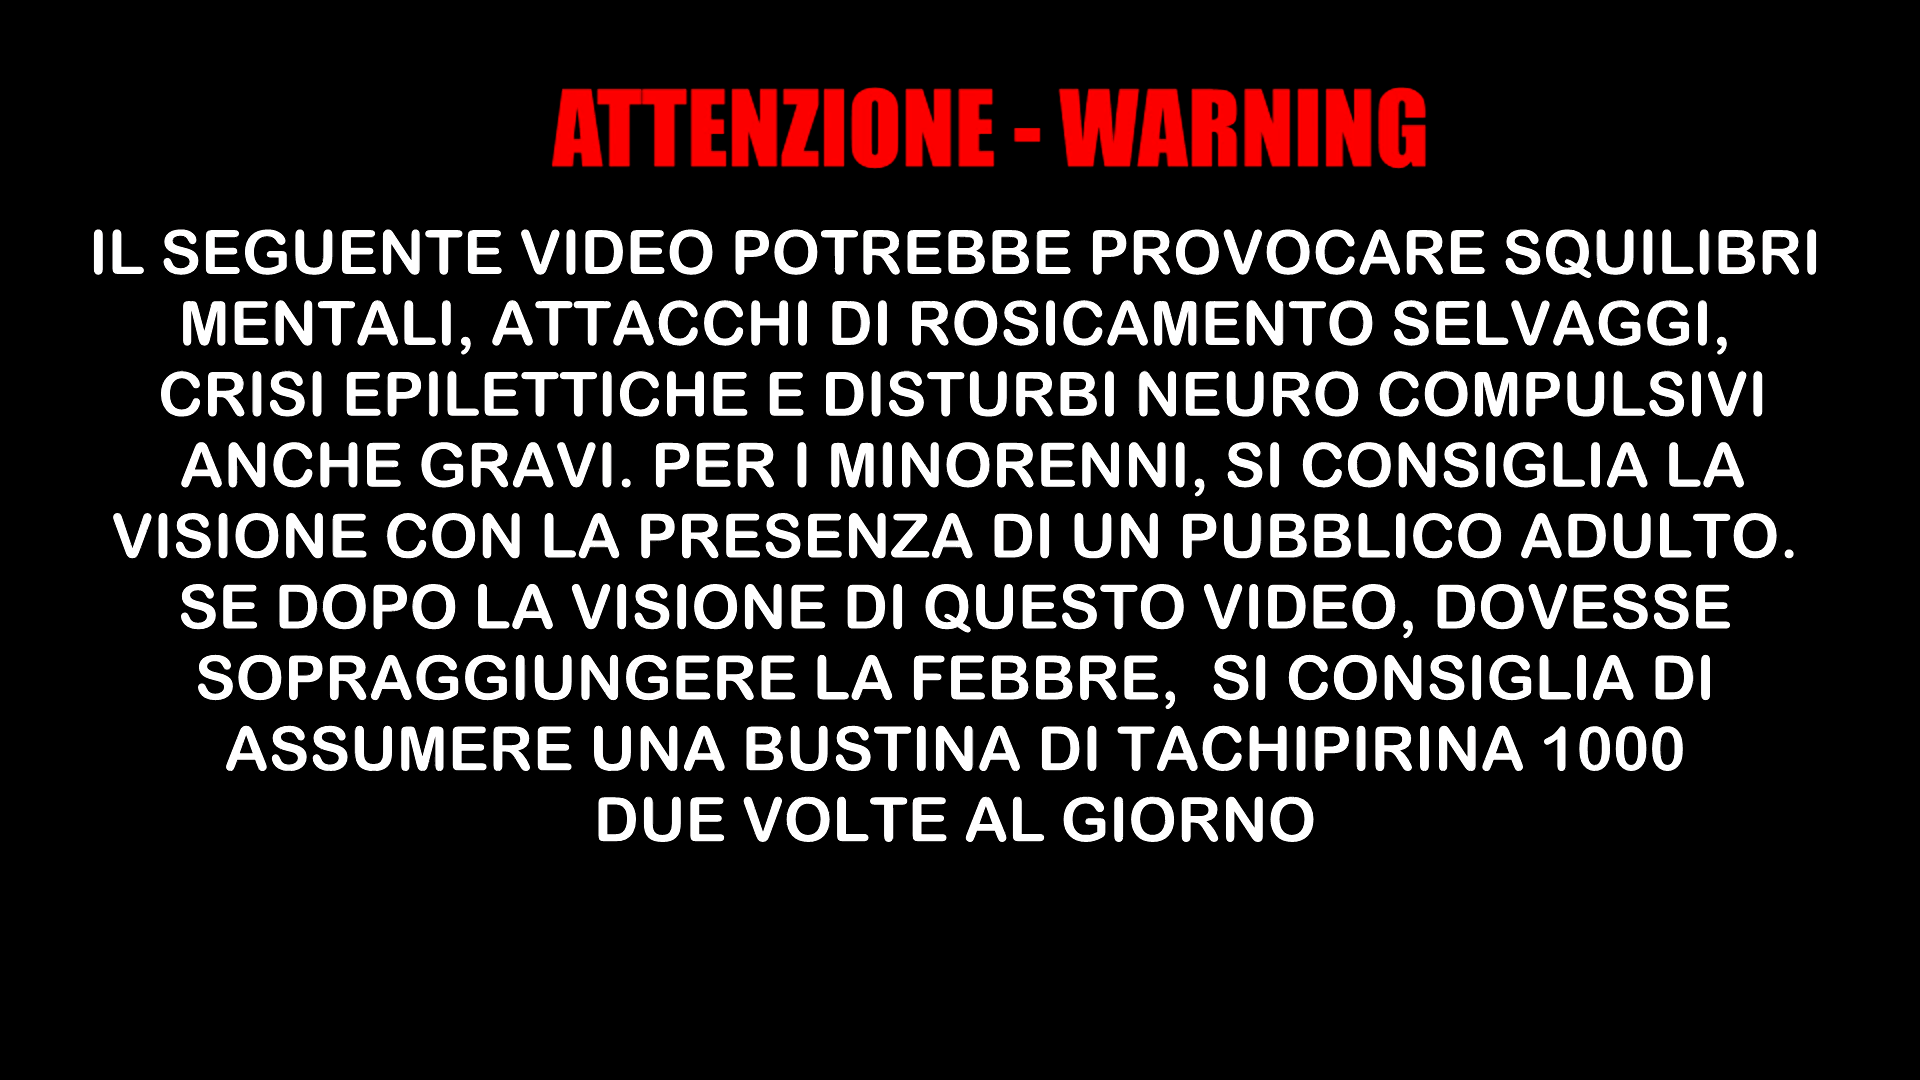 ATTENZIONE - WARNING
IL SEGUENTE VIDEO POTREBBE PROVOCARE SQUILIBRI
MENTALI, ATTACCHI DI ROSICAMENTO SELVAGGI,
CRISI EPILETTICHE E DISTURBI NEURO COMPULSIVI
ANCHE GRAVI. PER I MINORENNI, SI CONSIGLIA LA
VISIONE CON LA PRESENZA DI UN PUBBLICO ADULTO.
SE DOPO LA VISIONE DI QUESTO VIDEO, DOVESSE
SOPRAGGIUNGERE LA FEBBRE,  SI CONSIGLIA DI
ASSUMERE UNA BUSTINA DI TACHIPIRINA 1000
DUE VOLTE AL GIORNO